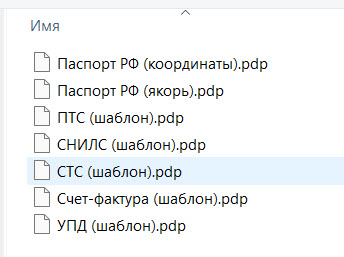 Имя
Паспорт РФ (координаты).pdp
Паспорт РФ (якорь).pdp
ПТС (шаблон).pdp
СНИЛС (шаблон).pdp
СТС (шаблон).pdp
Счет-фактура (шаблон).pdp
УПД (шаблон).pdp